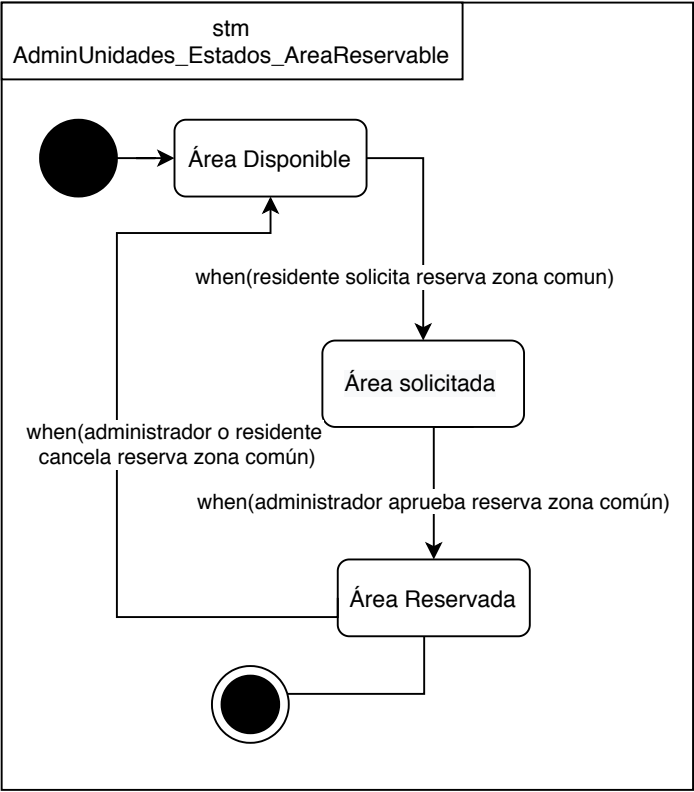 stm
AdminUnidades_Estados_AreaReservable
Área Disponible
when(residente solicita reserva zona comun)
Área solicitada
when(administrador o residente
cancela reserva zona común)
when(administrador aprueba reserva zona común)
Área Reservada